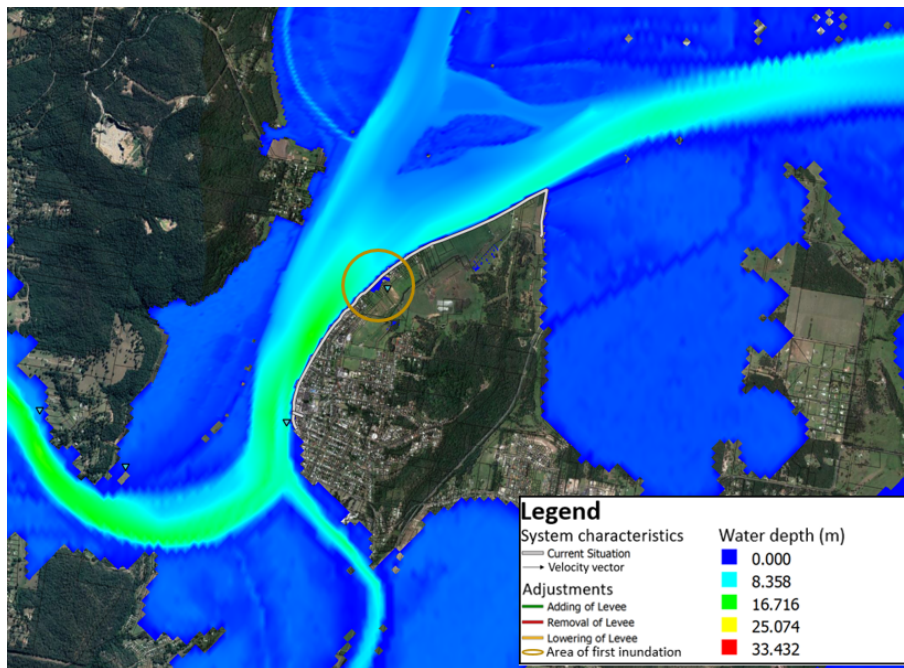 Legend
System characteristics
Current Situation
Velocity vector
Adjustments
Adding of Levee
Removal of Levee
Lowering of Levee
Area of first inundation
Water depth (m)
0.000
8.358
16.716
25.074
33.432